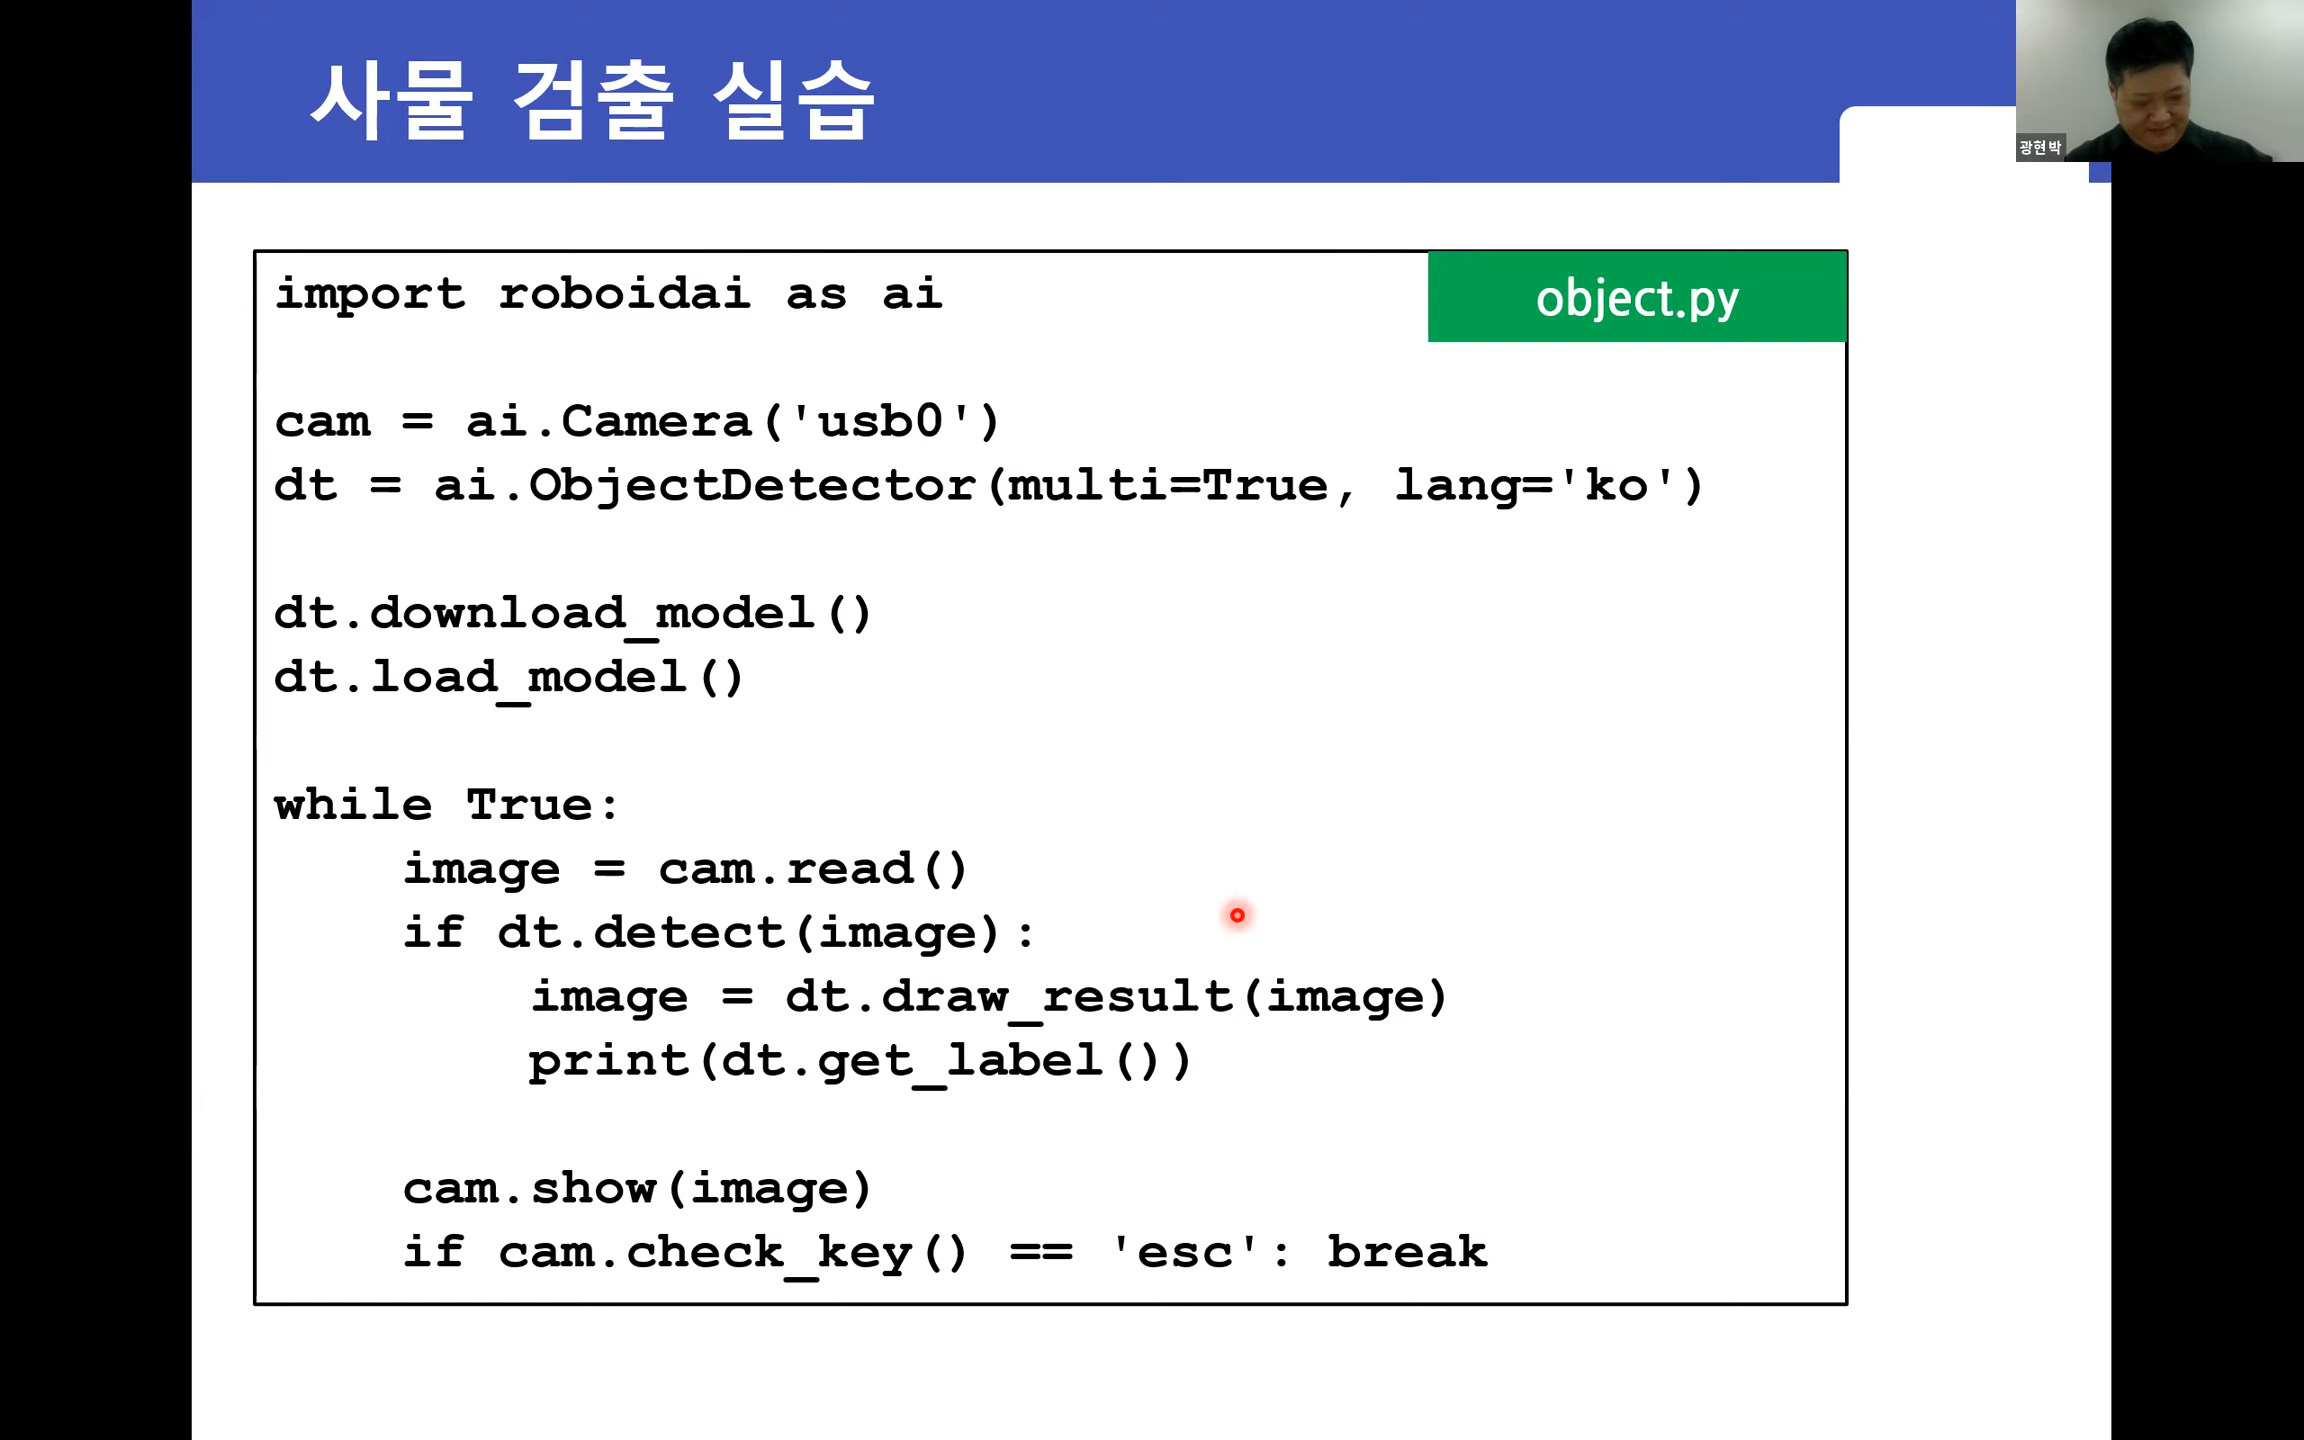 사물 검출 실습
광현박
object.py
import roboidai as ai
cam = ai.Camera('usb0')
dt = ai.ObjectDetector(multi=True, lang='ko')
dt.download_model()
dt.load_model()
while True:
    image = cam.read()
    if dt.detect(image):
        image = dt.draw_result(image)
        print(dt.get_label())
    cam.show(image)
    if cam.check_key() == 'esc': break